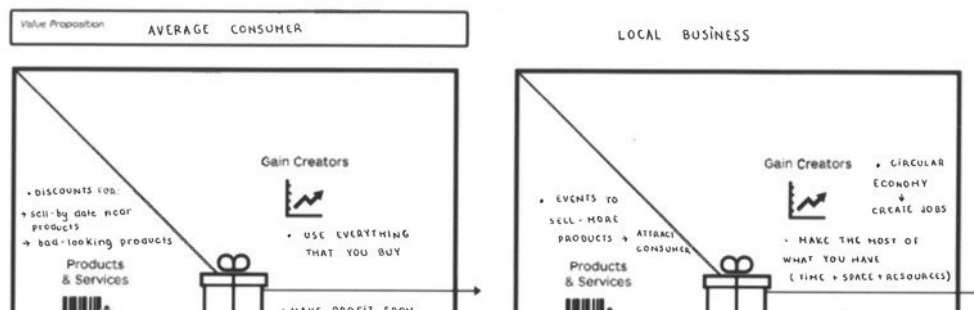 Value Proposition
AVERAGE CONSUMER
Gain Creators
• DISCOUNTS FOR:
→ sell-by date near
products
→ bad-looking products
• USE EVERYTHING
THAT YOU BUY
Products
& Services
• MAKE PROFIT FROM
LOCAL BUSINESS
Gain Creators
• CIRCULAR
ECONOMY
↓
CREATE JOBS
• EVENTS TO
SELL-MORE
PRODUCTS → ATTRACT
CONSUMER
• MAKE THE MOST OF
WHAT YOU HAVE
(TIME + SPACE + RESOURCES)
Products
& Services